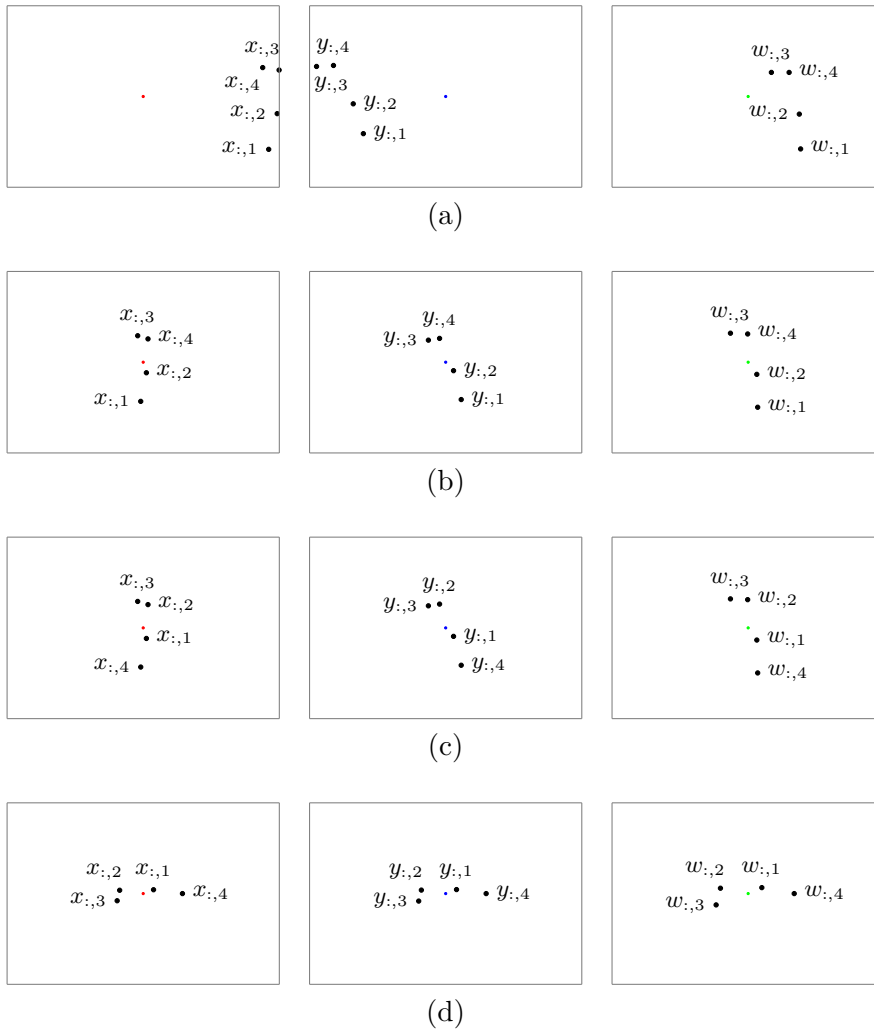 x:,3
x:,4
x:,2
x:,1
y:,4
y:,3
y:,2
y:,1
w:,3
w:,4
w:,2
w:,1
(a)
x:,3
x:,4
x:,2
x:,1
y:,4
y:,3
y:,2
y:,1
w:,3
w:,4
w:,2
w:,1
(b)
x:,3
x:,2
x:,1
x:,4
y:,2
y:,3
y:,1
y:,4
w:,3
w:,2
w:,1
w:,4
(c)
x:,2
x:,1
x:,3
x:,4
y:,2
y:,1
y:,3
y:,4
w:,2
w:,1
w:,3
w:,4
(d)